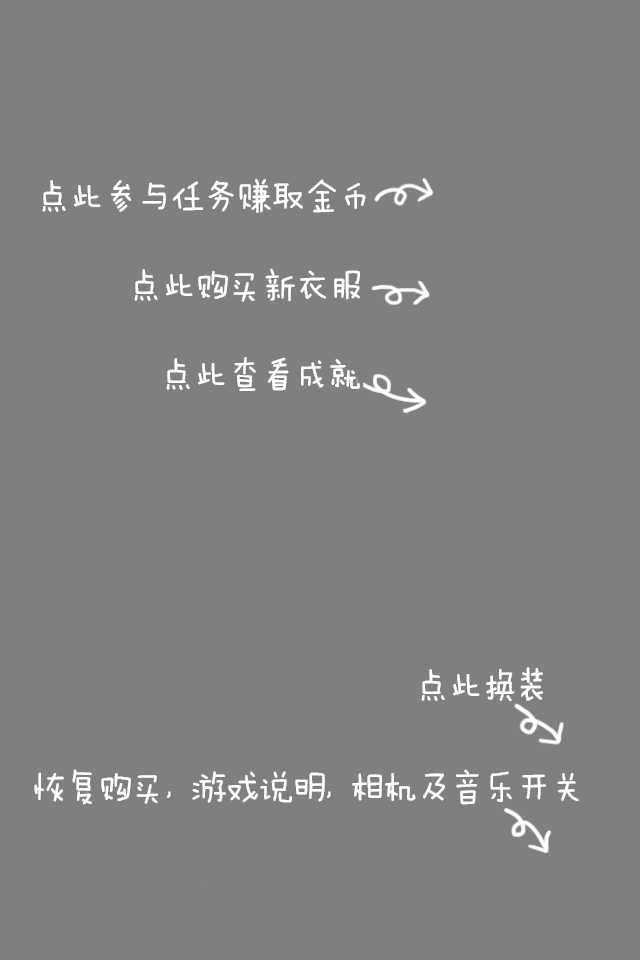 点此参与任务赚取金币
点此购买新衣服
点此查看成就
点此换装
恢复购买, 游戏说明, 相机及音乐开关